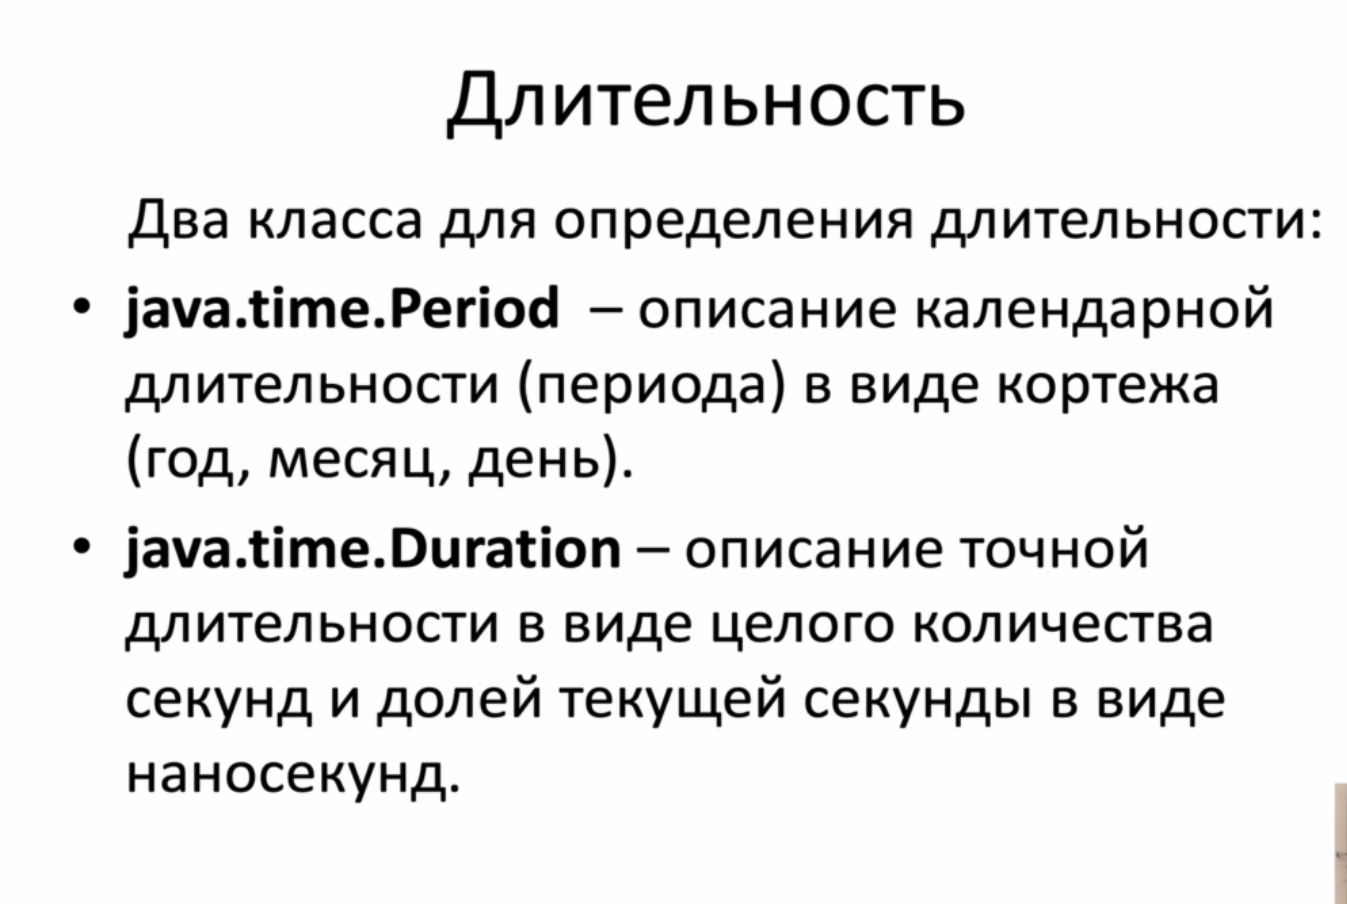 Длительность
Два класса для определения длительности:
• java.time.Period – описание календарной
длительности (периода) в виде кортежа
(год, месяц, день).
• java.time.Duration – описание точной
длительности в виде целого количества
секунд и долей текущей секунды в виде
наносекунд.